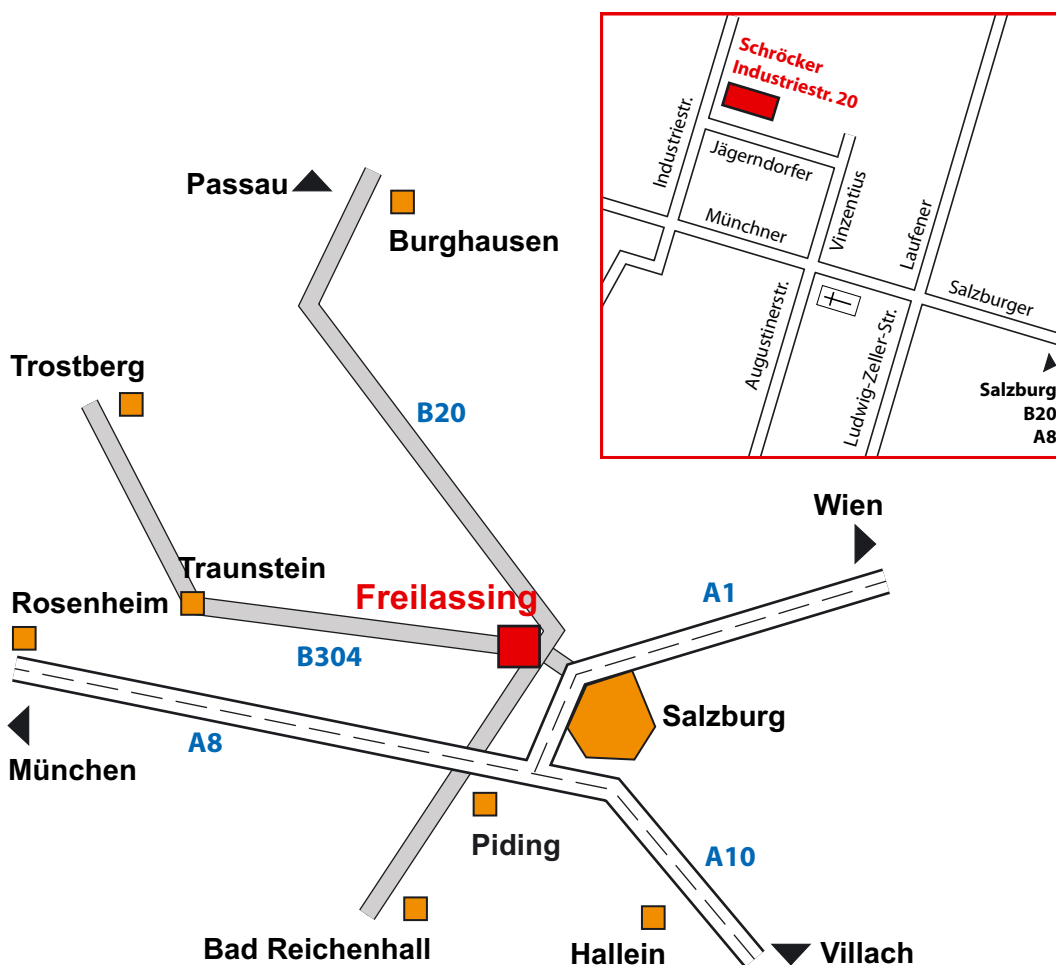 Schröcker
Industriestr. 20
Industriestr.
Jägerndorfer
Vinzentius
Münchner
Laufener
Salzburger
Augustinerstr.
Ludwig-Zeller-Str.
Salzburg
B20
A8
Passau
Burghausen
Trostberg
B20
Wien
Traunstein
Rosenheim
Freilassing
A1
B304
Salzburg
A8
München
Piding
A10
Bad Reichenhall
Hallein
Villach